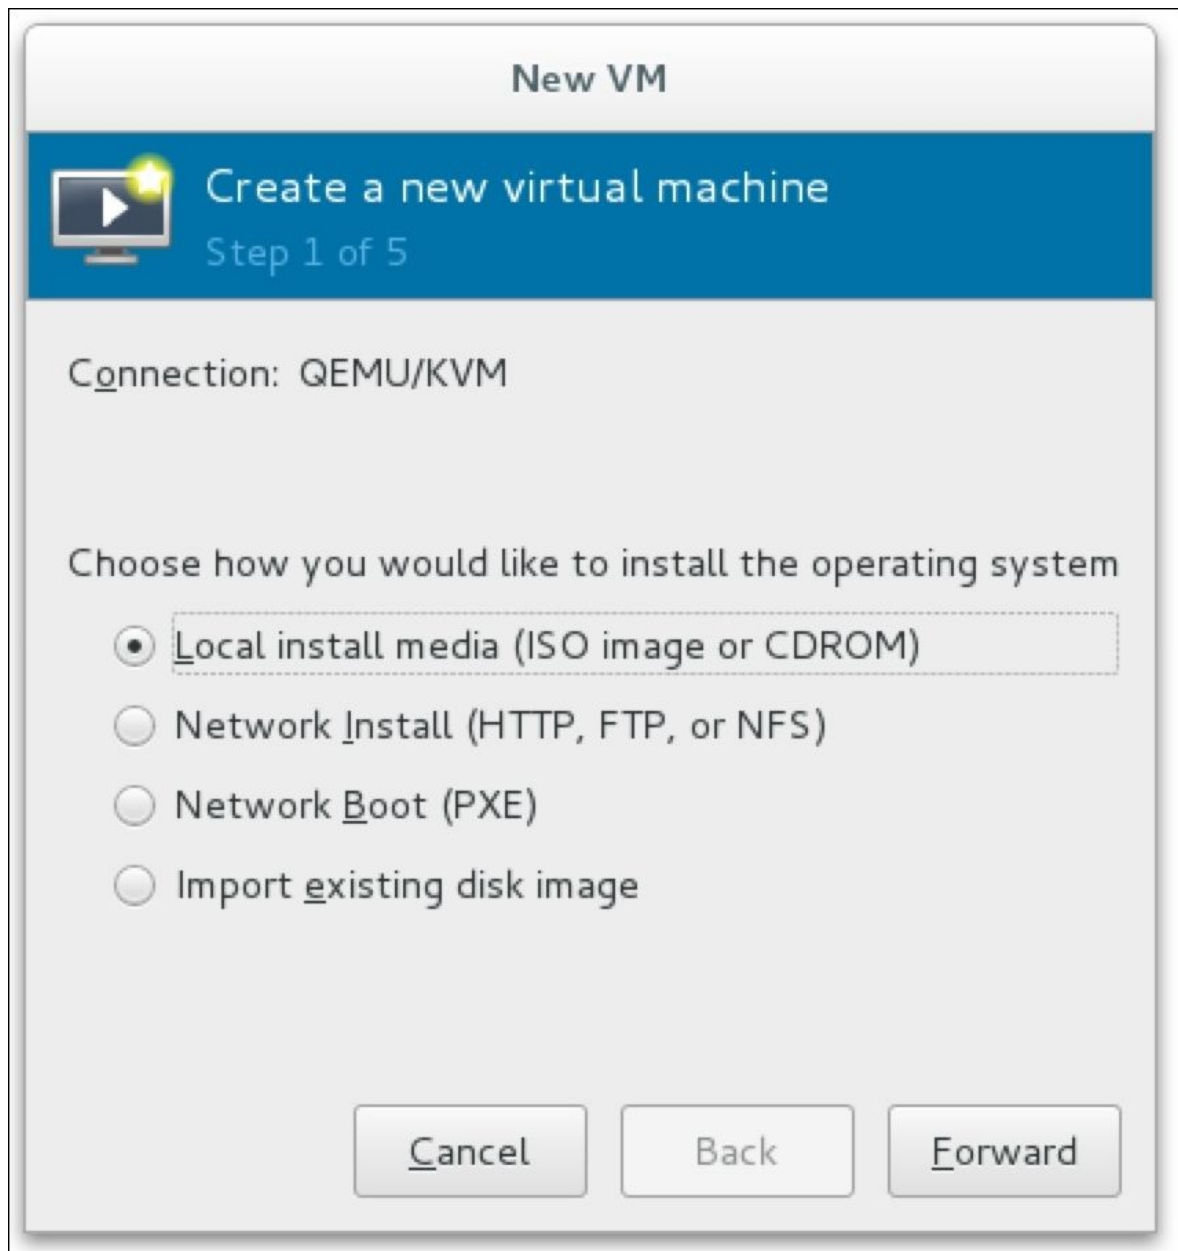 New VM
Create a new virtual machine
Step 1 of 5
Connection: QEMU/KVM
Choose how you would like to install the operating system
Local install media (ISO image or CDROM)
Network Install (HTTP, FTP, or NFS)
Network Boot (PXE)
Import existing disk image
Cancel Back Forward